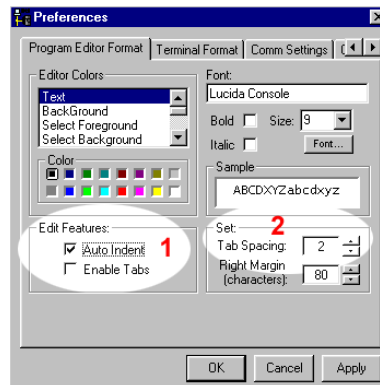 Preferences
Program Editor Format
Terminal Format
Comm Settings
Editor Colors
Text
BackGround
Select Foreground
Select Background
Color
Font:
Lucida Console
Bold
Size:
9
Italic
Font...
Sample
ABCDXYZabcdxyz
Edit Features:
Auto Indent
1
Enable Tabs
Set:
2
Tab Spacing:
2
Right Margin
(characters):
80
OK
Cancel
Apply